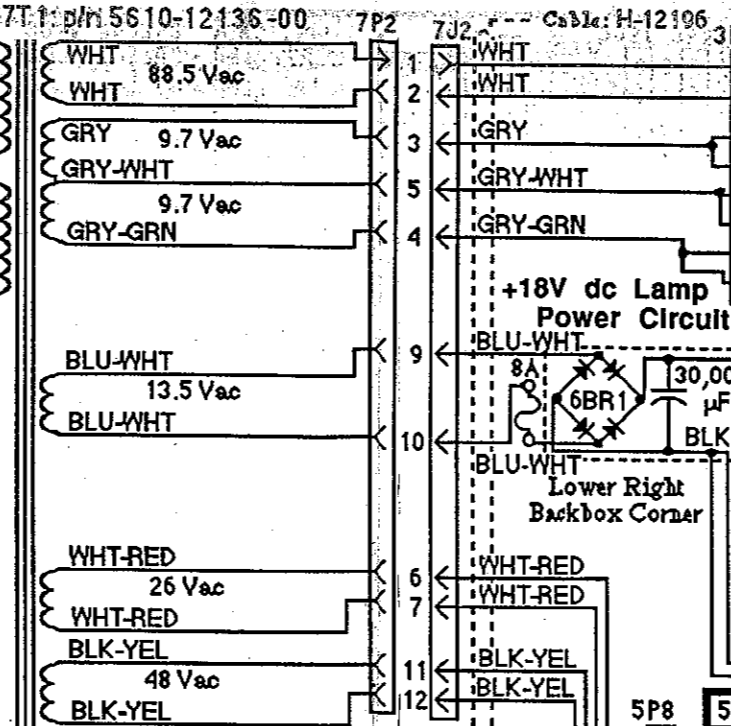 7T1: p/n 5610-12136-00 7P2 7J2 Cable: H-12196 3
WHT
88.5 Vac
WHT
1
2
WHT
WHT
GRY
9.7 Vac
GRY-WHT
9.7 Vac
GRY-GRN
3
5
4
GRY
GRY-WHT
GRY-GRN
+18V dc Lamp
Power Circuit
BLU-WHT
13.5 Vac
BLU-WHT
9
10
BLU-WHT
8A
6BR1
30,00
µF
BLK
BLU-WHT
Lower Right
Backbox Corner
WHT-RED
26 Vac
WHT-RED
6
7
WHT-RED
WHT-RED
BLK-YEL
48 Vac
BLK-YEL
11
12
BLK-YEL
BLK-YEL
5P8 5